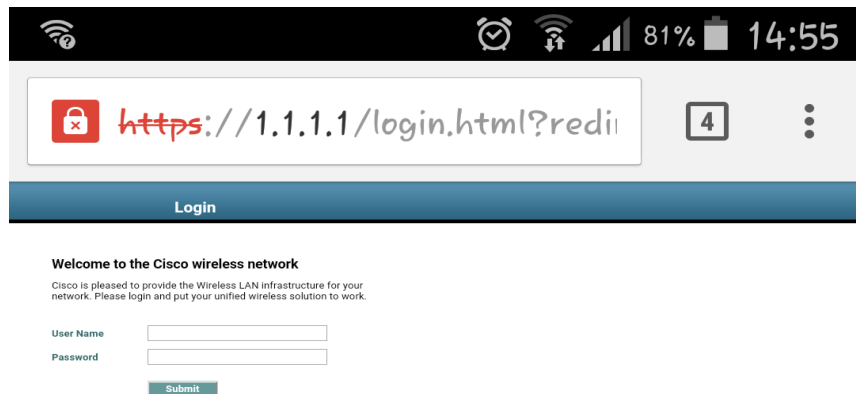 81% 14:55
https://1.1.1.1/login.html?redi
4
Login
Welcome to the Cisco wireless network
Cisco is pleased to provide the Wireless LAN infrastructure for your
network. Please login and put your unified wireless solution to work.
User Name
Password
Submit